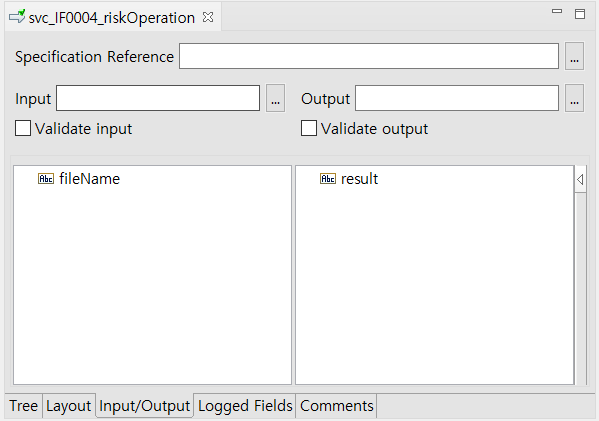 svc_IF0004_riskOperation
Specification Reference ...
Input ... Output ...
Validate input Validate output
Abc fileName Abc result
Tree Layout Input/Output Logged Fields Comments